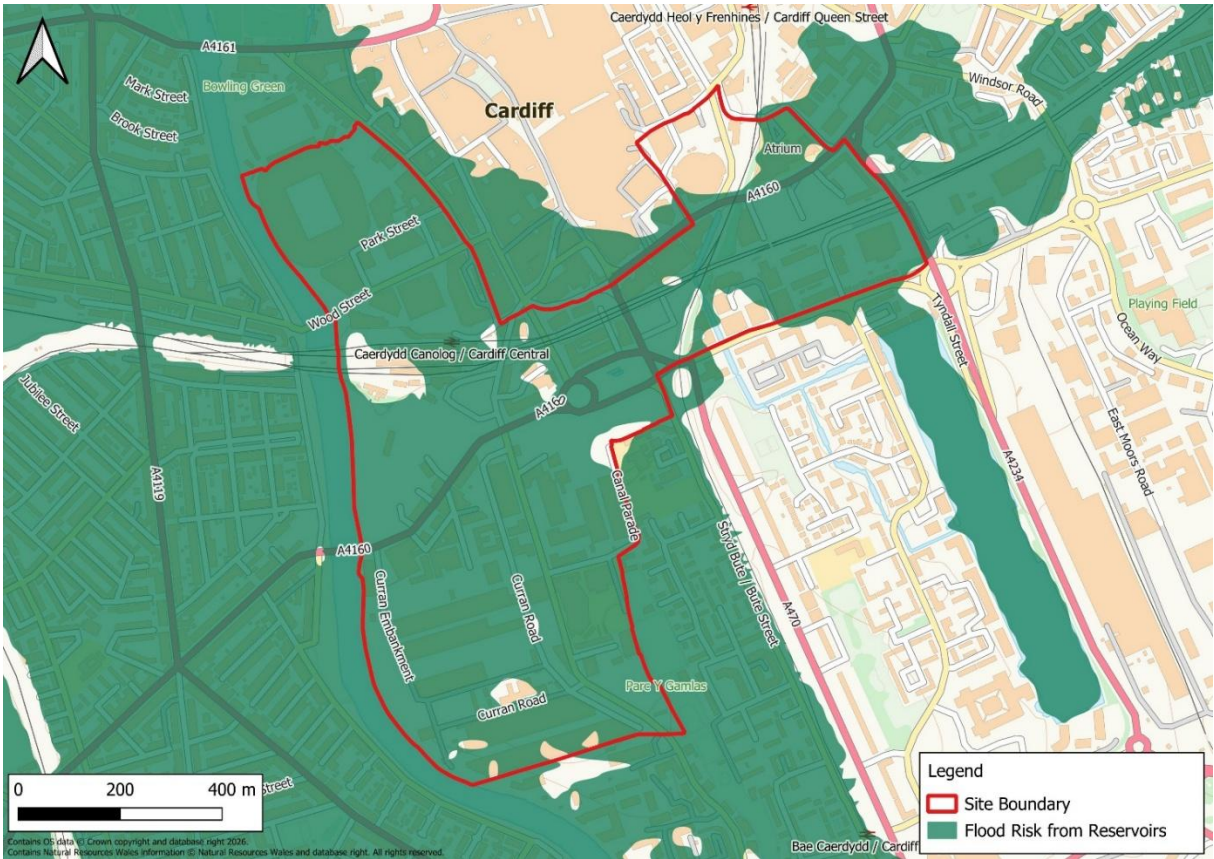 Caerdydd Heol y Frenhines / Cardiff Queen Street
A4161
Bowling Green
Mark Street
Brook Street
Cardiff
Windsor Road
Atrium
A4160
Park Street
Wood Street
Caerdydd Canolog / Cardiff Central
Jubilee Street
Tyndall Street
Playing Field
Ocean Way
A4160
A4119
A4234
East Moors Road
Canal Parade
A4160
Curran Embankment
Curran Road
Stryd Bute / Bute Street
A470
Parc Y Gamlas
Curran Road
Street
Bae Caerdydd / Cardiff
0 200 400 m
Legend
Site Boundary
Flood Risk from Reservoirs
Contains OS data © Crown copyright and database right 2026.
Contains Natural Resources Wales information © Natural Resources Wales and database right. All rights reserved.